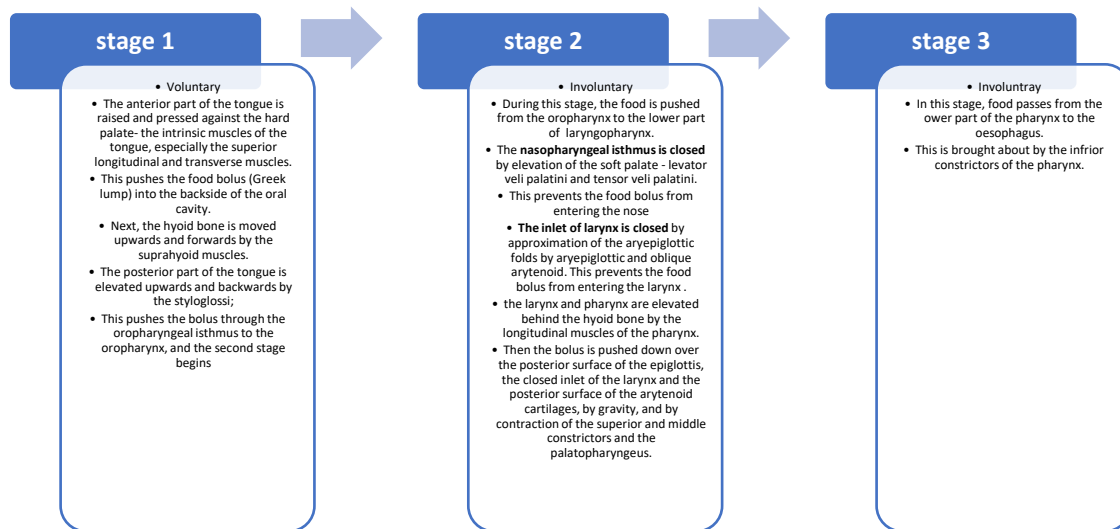 stage 1
• Voluntary
• The anterior part of the tongue is
raised and pressed against the hard
palate- the intrinsic muscles of the
tongue, especially the superior
longitudinal and transverse muscles.
• This pushes the food bolus (Greek
lump) into the backside of the oral
cavity.
• Next, the hyoid bone is moved
upwards and forwards by the
suprahyoid muscles.
• The posterior part of the tongue is
elevated upwards and backwards by
the styloglossi;
• This pushes the bolus through the
oropharyngeal isthmus to the
oropharynx, and the second stage
begins
stage 2
• Involuntary
• During this stage, the food is pushed
from the oropharynx to the lower part
of laryngopharynx.
• The nasopharyngeal isthmus is closed
by elevation of the soft palate - levator
veli palatini and tensor veli palatini.
• This prevents the food bolus from
entering the nose
• The inlet of larynx is closed by
approximation of the aryepiglottic
folds by aryepiglottic and oblique
arytenoid. This prevents the food
bolus from entering the larynx .
• the larynx and pharynx are elevated
behind the hyoid bone by the
longitudinal muscles of the pharynx.
• Then the bolus is pushed down over
the posterior surface of the epiglottis,
the closed inlet of the larynx and the
posterior surface of the arytenoid
cartilages, by gravity, and by
contraction of the superior and middle
constrictors and the
palatopharyngeus.
stage 3
• Involuntray
• In this stage, food passes from the
ower part of the pharynx to the
oesophagus.
• This is brought about by the infrior
constrictors of the pharynx.